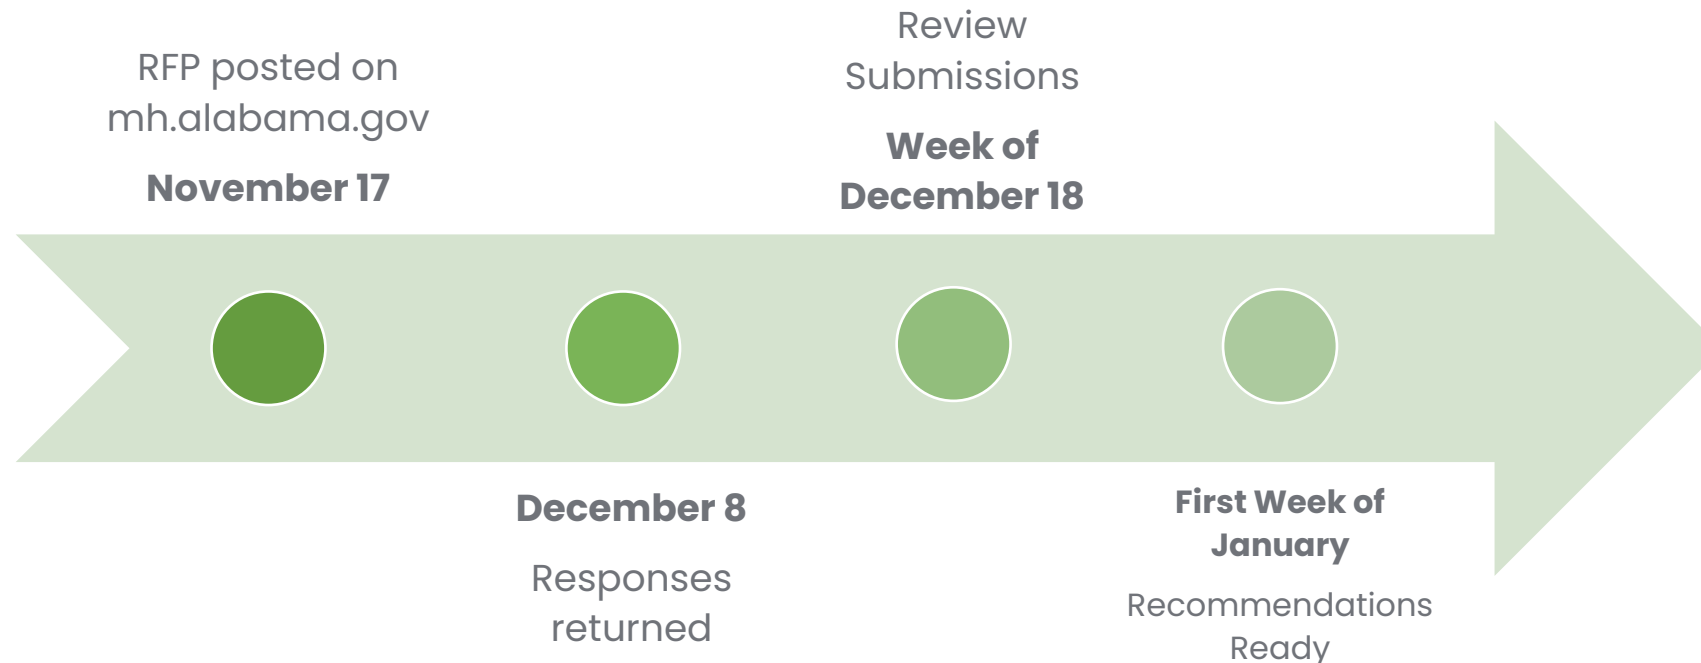 RFP posted on
mh.alabama.gov
November 17
December 8
Responses
returned
Review
Submissions
Week of
December 18
First Week of
January
Recommendations
Ready